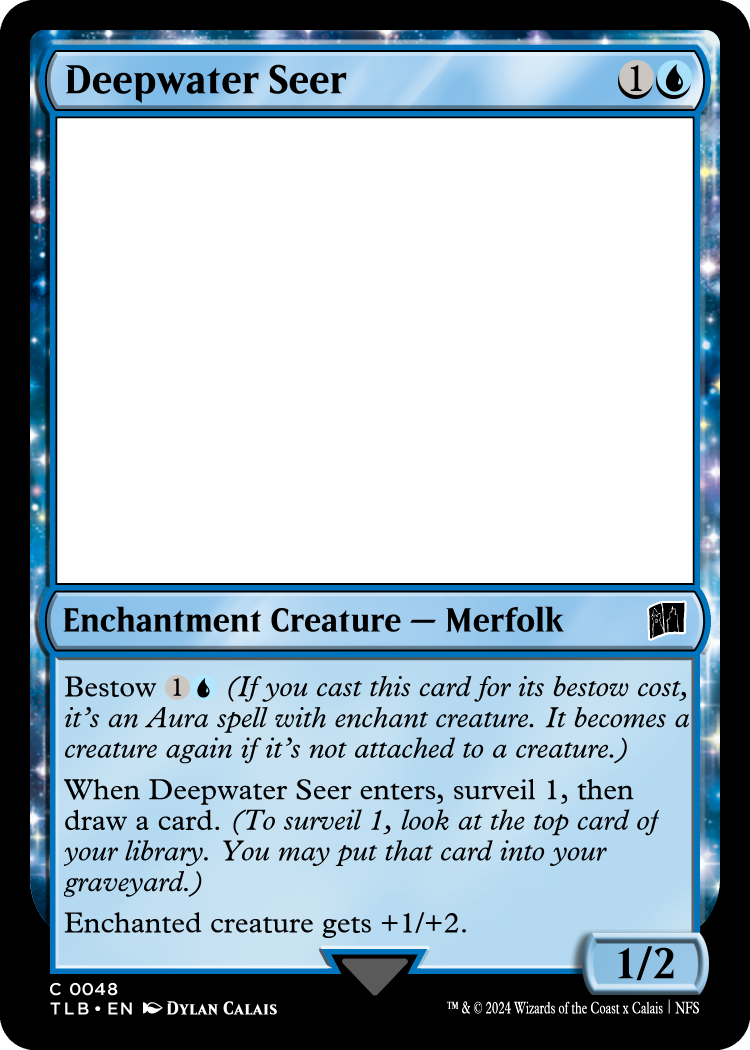 Deepwater Seer 1
Enchantment Creature — Merfolk
Bestow 1 (If you cast this card for its bestow cost,
it's an Aura spell with enchant creature. It becomes a
creature again if it's not attached to a creature.)
When Deepwater Seer enters, surveil 1, then
draw a card. (To surveil 1, look at the top card of
your library. You may put that card into your
graveyard.)
Enchanted creature gets +1/+2.
1/2
C 0048
TLB • EN DYLAN CALAIS
™ & © 2024 Wizards of the Coast x Calais | NFS